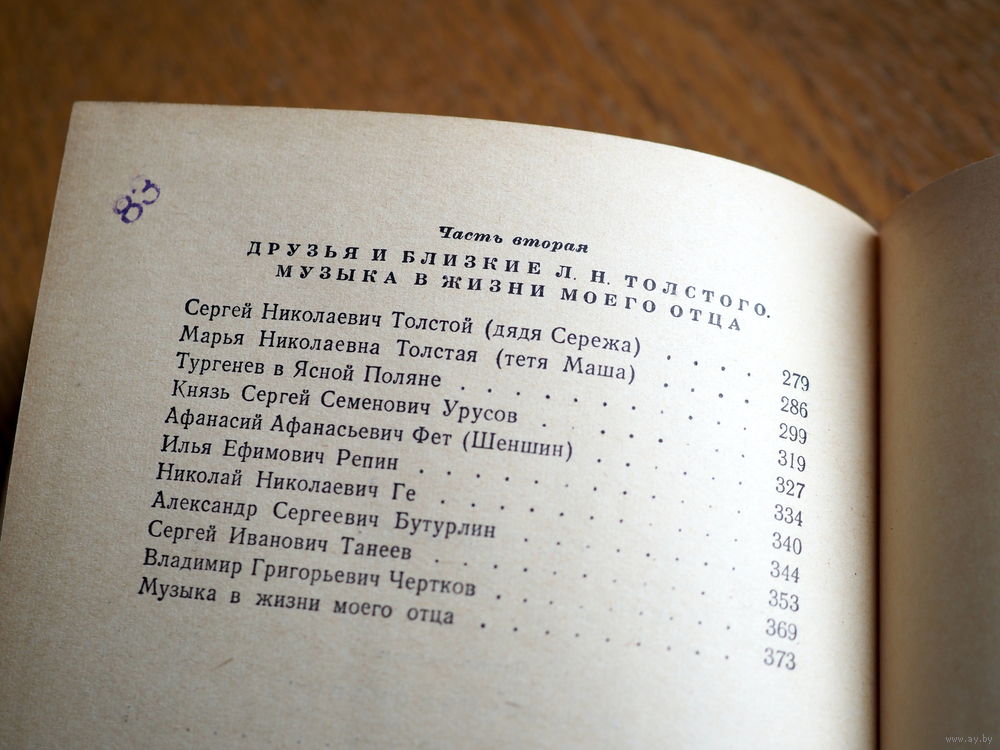 83
Часть вторая
ДРУЗЬЯ И БЛИЗКИЕ Л. Н. ТОЛСТОГО.
МУЗЫКА В ЖИЗНИ МОЕГО ОТЦА
Сергей Николаевич Толстой (дядя Сережа) . . . . 279
Марья Николаевна Толстая (тетя Маша) . . . . 286
Тургенев в Ясной Поляне . . . . . . . . . 299
Князь Сергей Семенович Урусов . . . . . . 319
Афанасий Афанасьевич Фет (Шеншин) . . . . . 327
Илья Ефимович Репин . . . . . . . . . . 334
Николай Николаевич Ге . . . . . . . . . . 340
Александр Сергеевич Бутурлин . . . . . . . 344
Сергей Иванович Танеев . . . . . . . . . 353
Владимир Григорьевич Чертков . . . . . . . 369
Музыка в жизни моего отца . . . . . . . . 373
www.ay.by